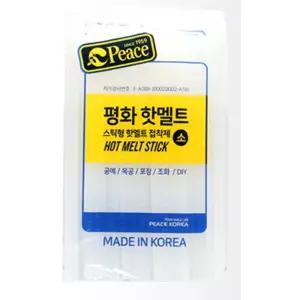 SINCE 1959
Peace
평화 핫멜트
스틱형 핫멜트 접착제 소
HOT MELT STICK
공예 / 목공 / 포장 / 조화 / DIY
PEACE KOREA
MADE IN KOREA